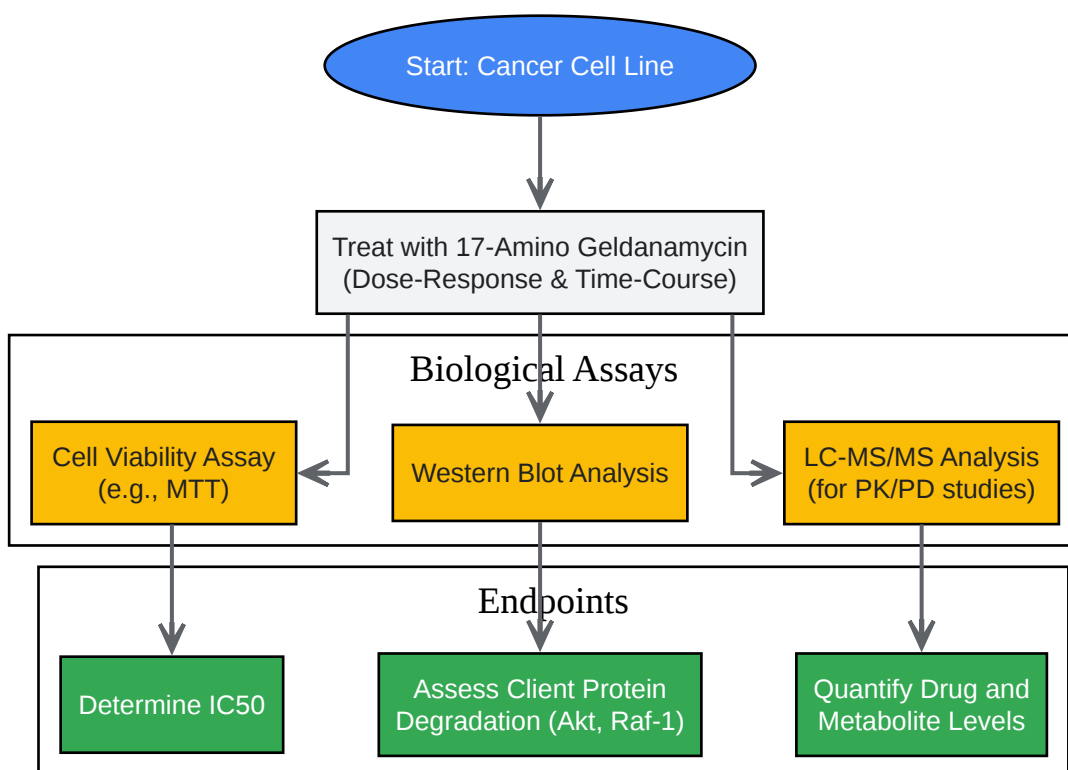 Start: Cancer Cell Line
Treat with 17-Amino Geldanamycin
(Dose-Response & Time-Course)
Biological Assays
Cell Viability Assay
(e.g., MTT)
Western Blot Analysis
LC-MS/MS Analysis
(for PK/PD studies)
Endpoints
Determine IC50
Assess Client Protein
Degradation (Akt, Raf-1)
Quantify Drug and
Metabolite Levels